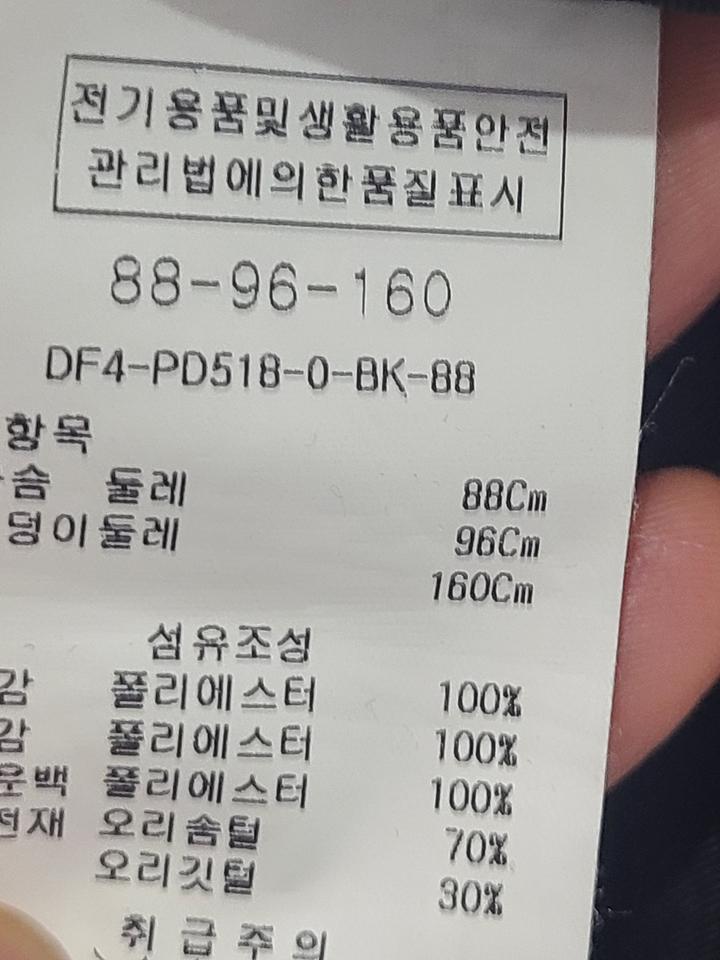 전기용품및생활용품안전
관리법에의한품질표시
88-96-160
DF4-PD518-0-BK-88
항목
슴 둘레 88Cm
덩이둘레 96Cm
160Cm
섬유조성
감 폴리에스터 100%
감 폴리에스터 100%
운백 폴리에스터 100%
전재 오리솜털 70%
오리깃털 30%
취급주의